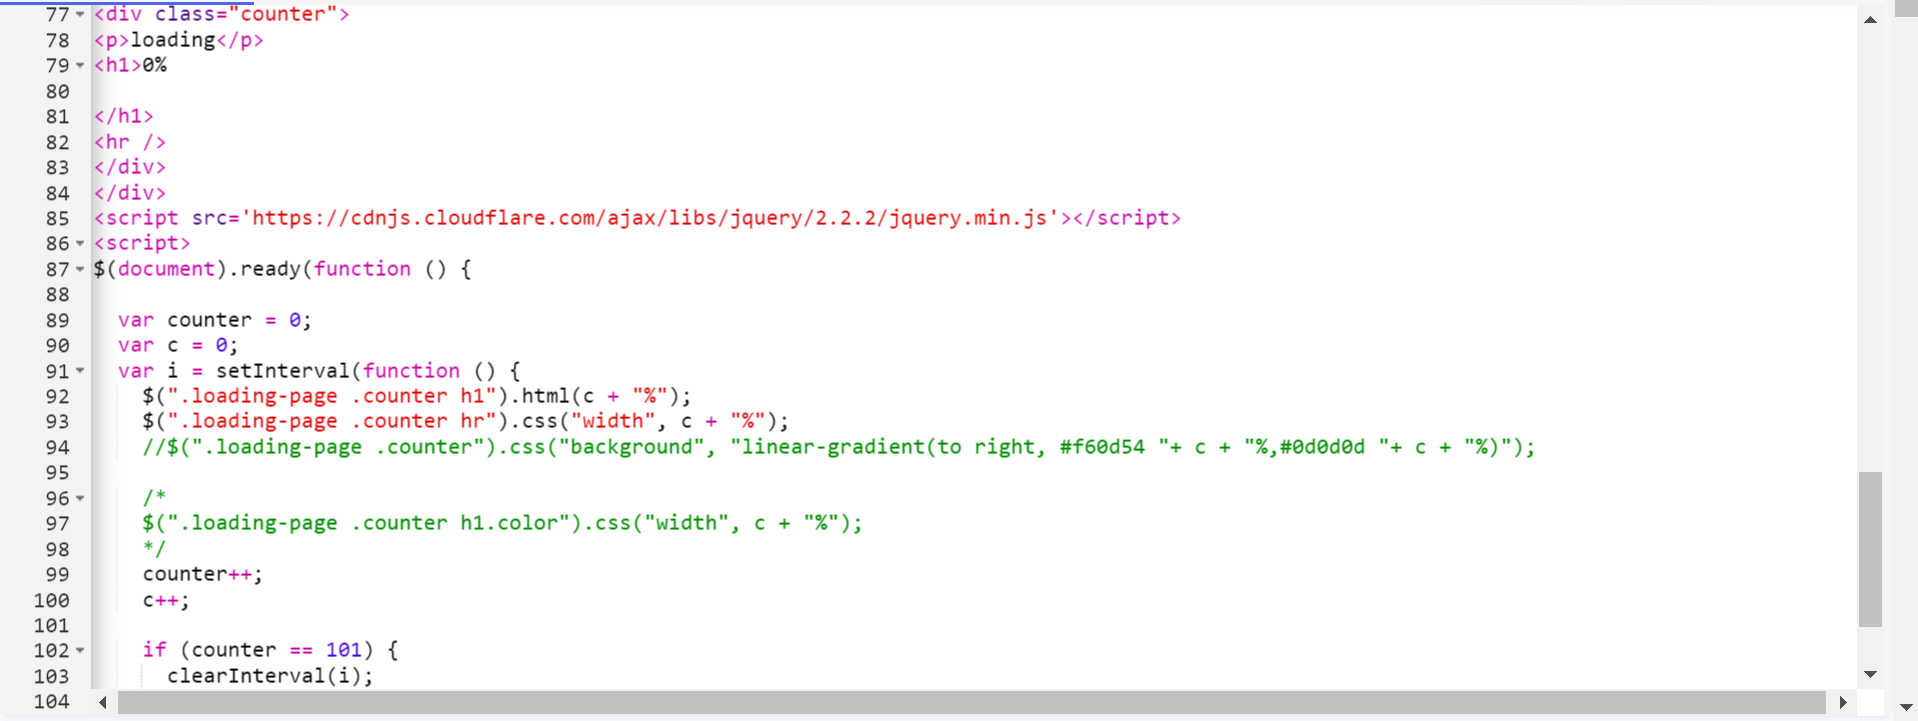 77 <div class="counter">
78 <p>loading</p>
79 <h1>0%
80
81 </h1>
82 <hr />
83 </div>
84 </div>
85 <script src='https://cdnjs.cloudflare.com/ajax/libs/jquery/2.2.2/jquery.min.js'></script>
86 <script>
87 $(document).ready(function () {
88
89   var counter = 0;
90   var c = 0;
91   var i = setInterval(function () {
92     $(".loading-page .counter h1").html(c + "%");
93     $(".loading-page .counter hr").css("width", c + "%");
94     //$(".loading-page .counter").css("background", "linear-gradient(to right, #f60d54 "+ c + "%,#0d0d0d "+ c + "%)");
95
96     /*
97     $(".loading-page .counter h1.color").css("width", c + "%");
98     */
99     counter++;
100     c++;
101
102     if (counter == 101) {
103       clearInterval(i);
104